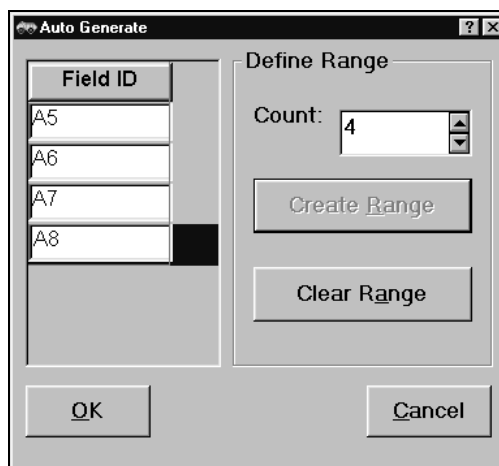 Auto Generate
Field ID
A5
A6
A7
A8
Define Range
Count: 4
Create Range
Clear Range
OK
Cancel